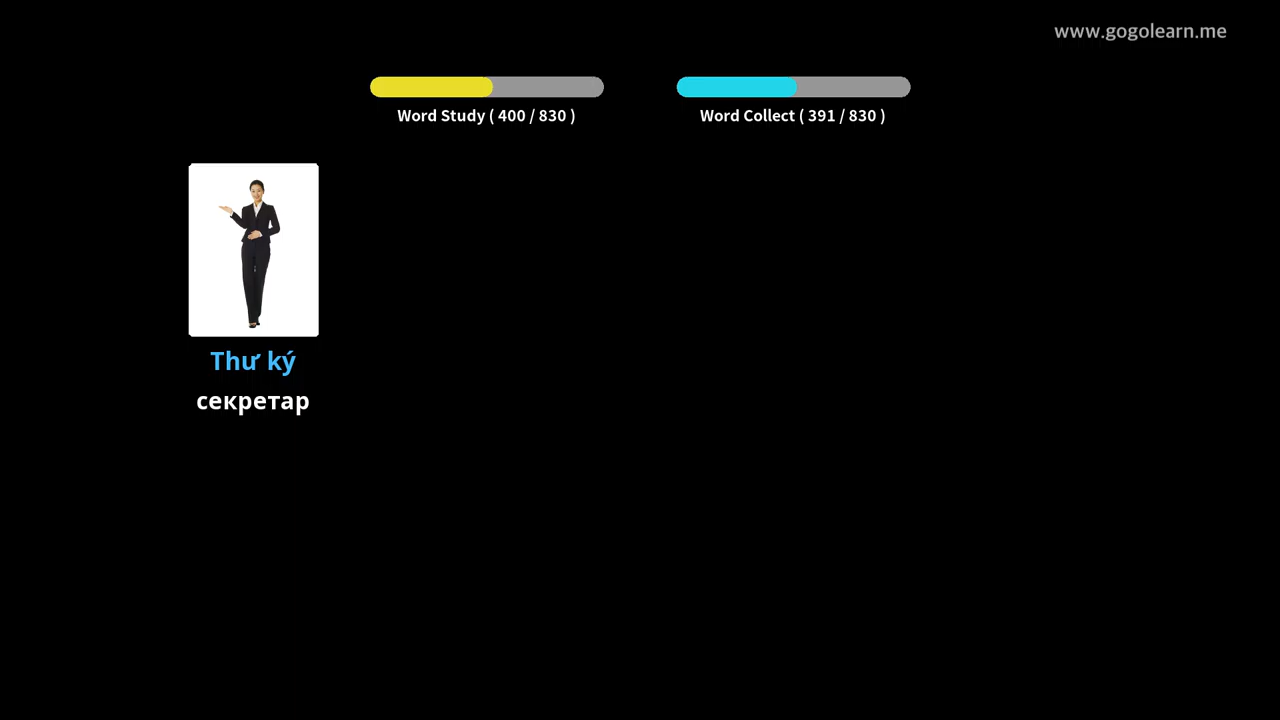 www.gogolearn.me
Word Study ( 400 / 830 )
Word Collect ( 391 / 830 )
Thư ký
секретар